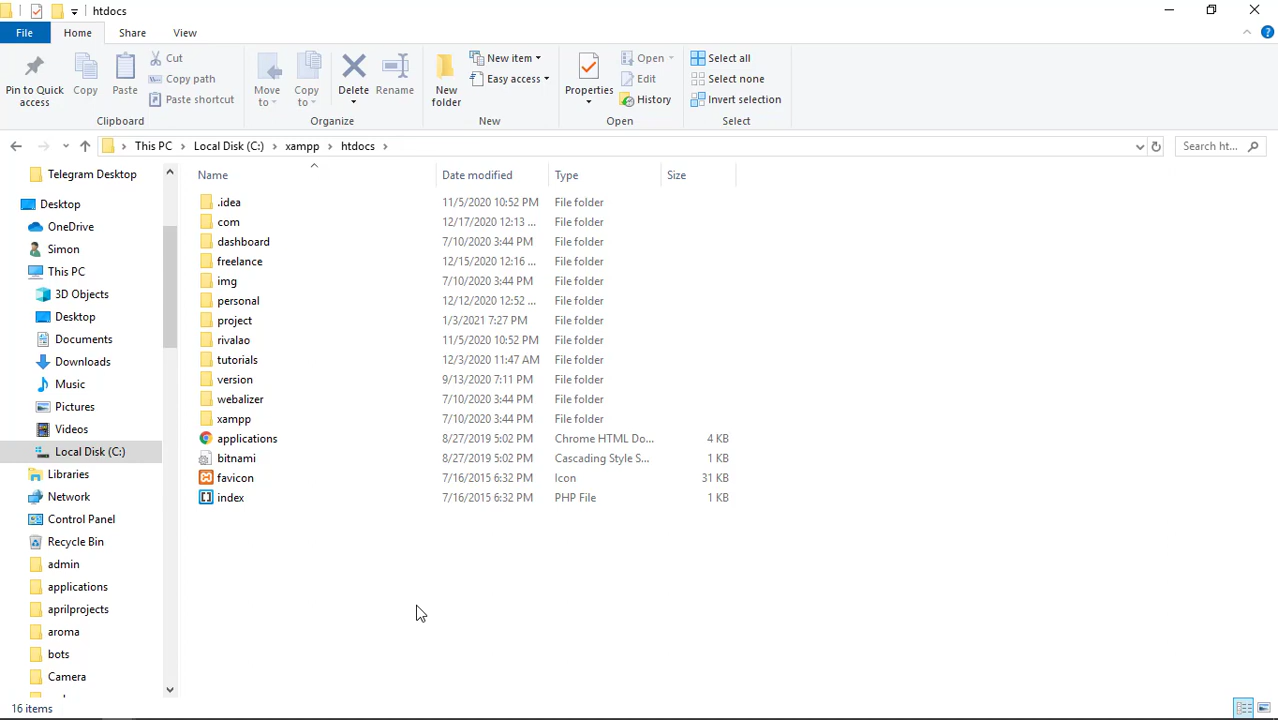 htdocs
File Home Share View
Pin to Quick access
Copy
Paste
Cut
Copy path
Paste shortcut
Clipboard
Move to
Copy to
Delete
Rename
Organize
New folder
New item
Easy access
New
Properties
Open
Edit
History
Open
Select all
Select none
Invert selection
Select
This PC > Local Disk (C:) > xampp > htdocs >
Search ht...
Telegram Desktop
Desktop
OneDrive
Simon
This PC
3D Objects
Desktop
Documents
Downloads
Music
Pictures
Videos
Local Disk (C:)
Libraries
Network
Control Panel
Recycle Bin
admin
applications
aprilprojects
aroma
bots
Camera
Name Date modified Type Size
.idea 11/5/2020 10:52 PM File folder
com 12/17/2020 12:13 ... File folder
dashboard 7/10/2020 3:44 PM File folder
freelance 12/15/2020 12:16 ... File folder
img 7/10/2020 3:44 PM File folder
personal 12/12/2020 12:52 ... File folder
project 1/3/2021 7:27 PM File folder
rivalao 11/5/2020 10:52 PM File folder
tutorials 12/3/2020 11:47 AM File folder
version 9/13/2020 7:11 PM File folder
webalizer 7/10/2020 3:44 PM File folder
xampp 7/10/2020 3:44 PM File folder
applications 8/27/2019 5:02 PM Chrome HTML Do... 4 KB
bitnami 8/27/2019 5:02 PM Cascading Style S... 1 KB
favicon 7/16/2015 6:32 PM Icon 31 KB
index 7/16/2015 6:32 PM PHP File 1 KB
16 items